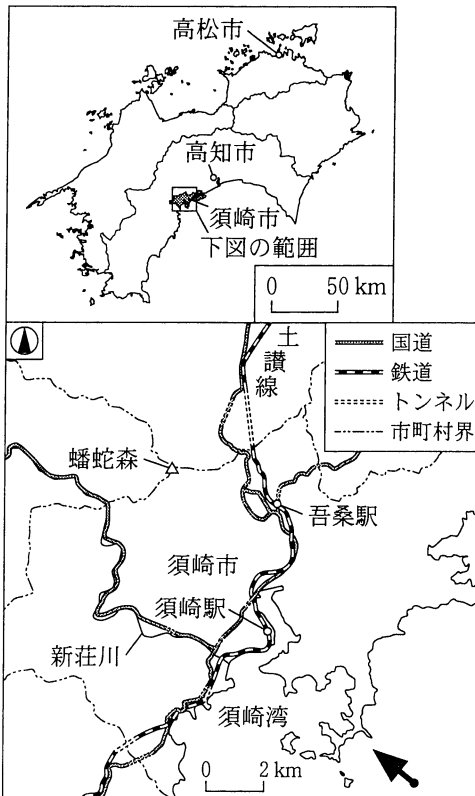 高松市
高知市
須崎市
下図の範囲
0 50 km
土讃線
国道
鉄道
トンネル
市町村界
蟠蛇森
吾桑駅
須崎市
須崎駅
新荘川
須崎湾
0 2 km